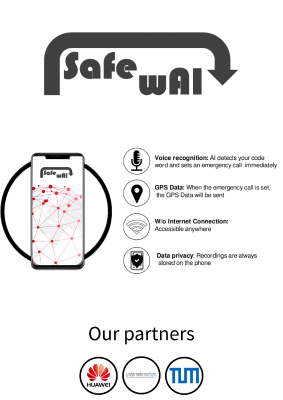 Safe
wAI
Safe
wAI
Voice recognition: AI detects your code
word and sets an emergency call immediately
GPS Data: When the emergency call is set,
the GPS Data will be sent
W/o Internet Connection:
Accessible anywhere
Data privacy: Recordings are always
stored on the phone
Our partners
HUAWEI
TUM